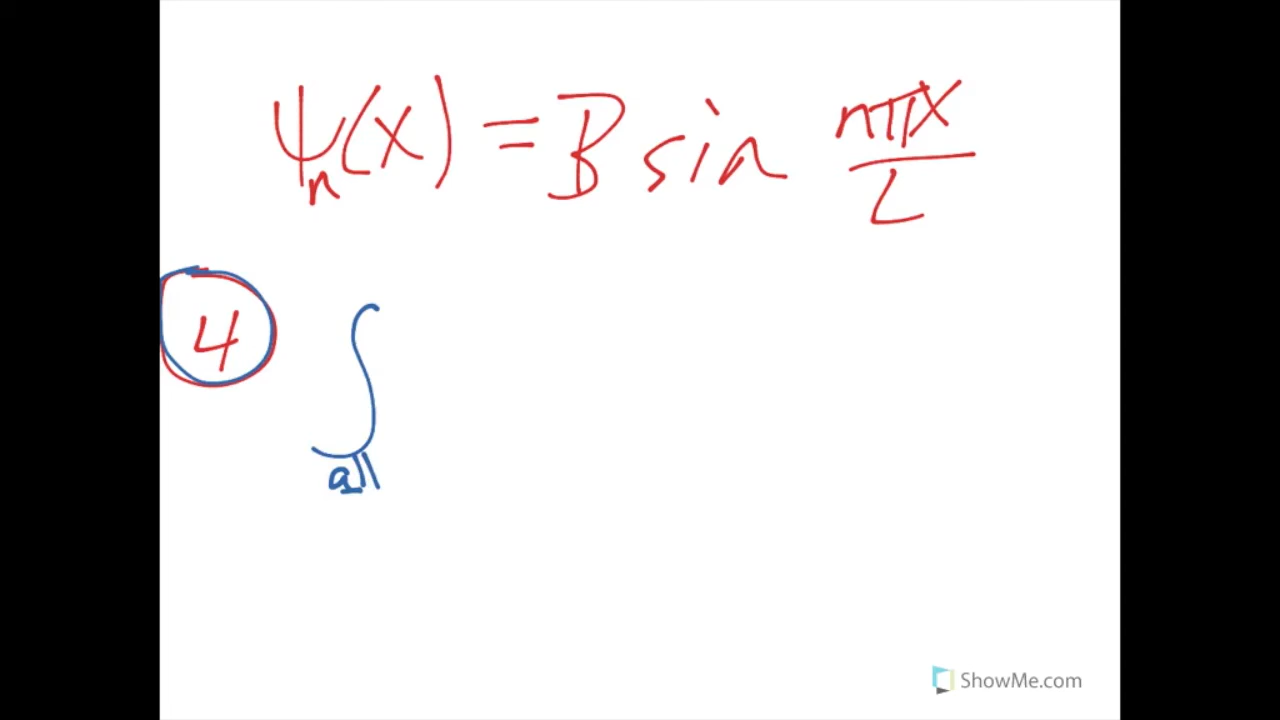 ψn(x) = B sin nπx/L
4 ∫all
ShowMe.com